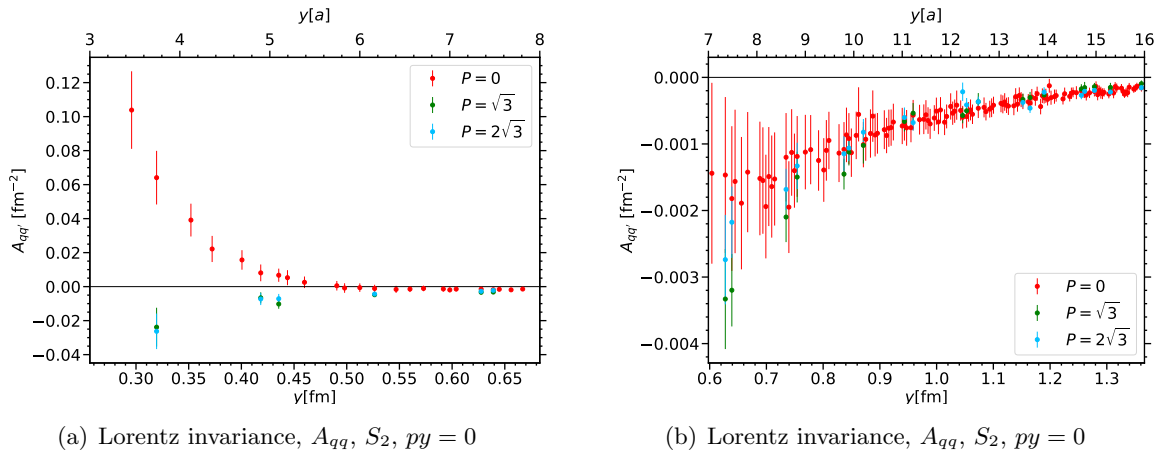 y[a]
3 4 5 6 7 8
0.12
0.10
0.08
0.06
0.04
0.02
0.00
−0.02
−0.04
A_{qq'} [fm^{−2}]
P = 0
P = √3
P = 2√3
0.30 0.35 0.40 0.45 0.50 0.55 0.60 0.65
y[fm]
(a) Lorentz invariance, A_{qq}, S_2, py = 0
y[a]
7 8 9 10 11 12 13 14 15 16
0.000
−0.001
−0.002
−0.003
−0.004
A_{qq'} [fm^{−2}]
P = 0
P = √3
P = 2√3
0.6 0.7 0.8 0.9 1.0 1.1 1.2 1.3
y[fm]
(b) Lorentz invariance, A_{qq}, S_2, py = 0